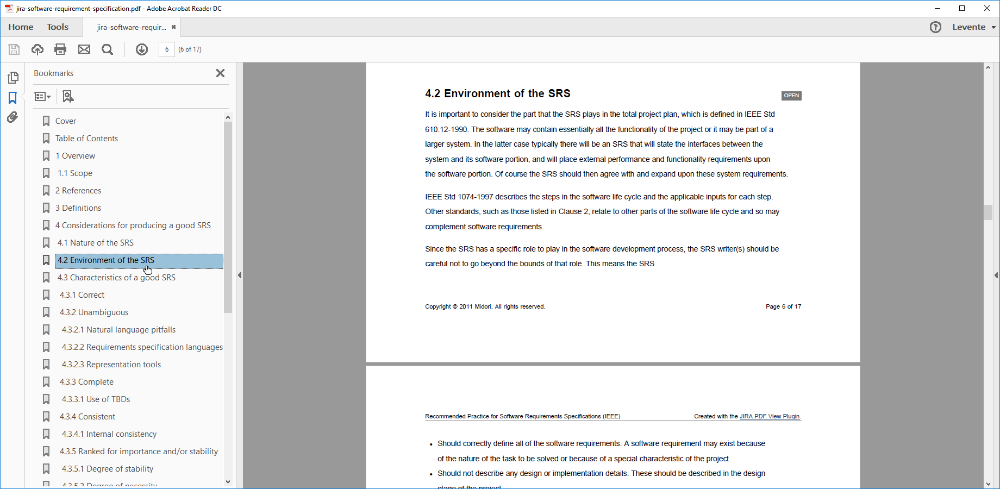 jira-software-requirement-specification.pdf - Adobe Acrobat Reader DC
Home Tools jira-software-requir... Levente
6 (6 of 17)
Bookmarks
Cover
Table of Contents
1 Overview
1.1 Scope
2 References
3 Definitions
4 Considerations for producing a good SRS
4.1 Nature of the SRS
4.2 Environment of the SRS
4.3 Characteristics of a good SRS
4.3.1 Correct
4.3.2 Unambiguous
4.3.2.1 Natural language pitfalls
4.3.2.2 Requirements specification languages
4.3.2.3 Representation tools
4.3.3 Complete
4.3.3.1 Use of TBDs
4.3.4 Consistent
4.3.4.1 Internal consistency
4.3.5 Ranked for importance and/or stability
4.3.5.1 Degree of stability
4.3.5.2 Degree of necessity
4.2 Environment of the SRS
OPEN
It is important to consider the part that the SRS plays in the total project plan, which is defined in IEEE Std
610.12-1990. The software may contain essentially all the functionality of the project or it may be part of a
larger system. In the latter case typically there will be an SRS that will state the interfaces between the
system and its software portion, and will place external performance and functionality requirements upon
the software portion. Of course the SRS should then agree with and expand upon these system requirements.
IEEE Std 1074-1997 describes the steps in the software life cycle and the applicable inputs for each step.
Other standards, such as those listed in Clause 2, relate to other parts of the software life cycle and so may
complement software requirements.
Since the SRS has a specific role to play in the software development process, the SRS writer(s) should be
careful not to go beyond the bounds of that role. This means the SRS
Copyright © 2011 Midori. All rights reserved. Page 6 of 17
Recommended Practice for Software Requirements Specifications (IEEE) Created with the JIRA PDF View Plugin.
• Should correctly define all of the software requirements. A software requirement may exist because
of the nature of the task to be solved or because of a special characteristic of the project.
• Should not describe any design or implementation details. These should be described in the design
stage of the project.